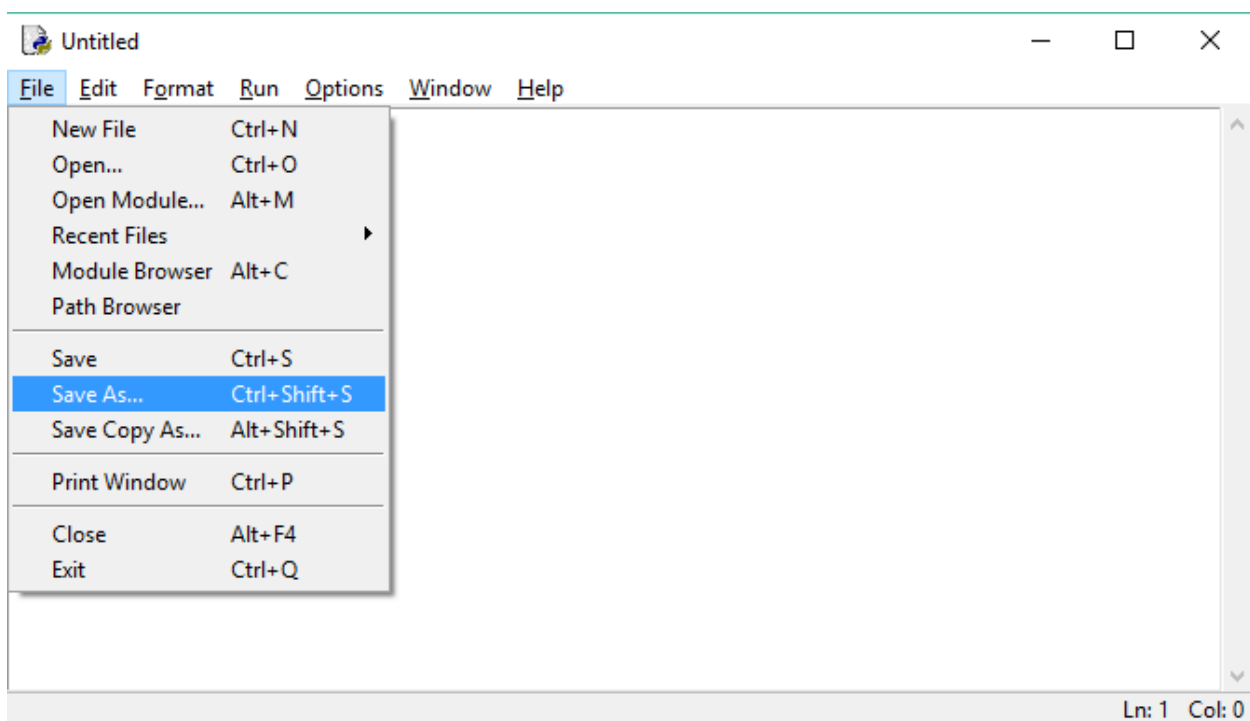 Untitled
File Edit Format Run Options Window Help
New File Ctrl+N
Open... Ctrl+O
Open Module... Alt+M
Recent Files
Module Browser Alt+C
Path Browser
Save Ctrl+S
Save As... Ctrl+Shift+S
Save Copy As... Alt+Shift+S
Print Window Ctrl+P
Close Alt+F4
Exit Ctrl+Q
Ln: 1 Col: 0